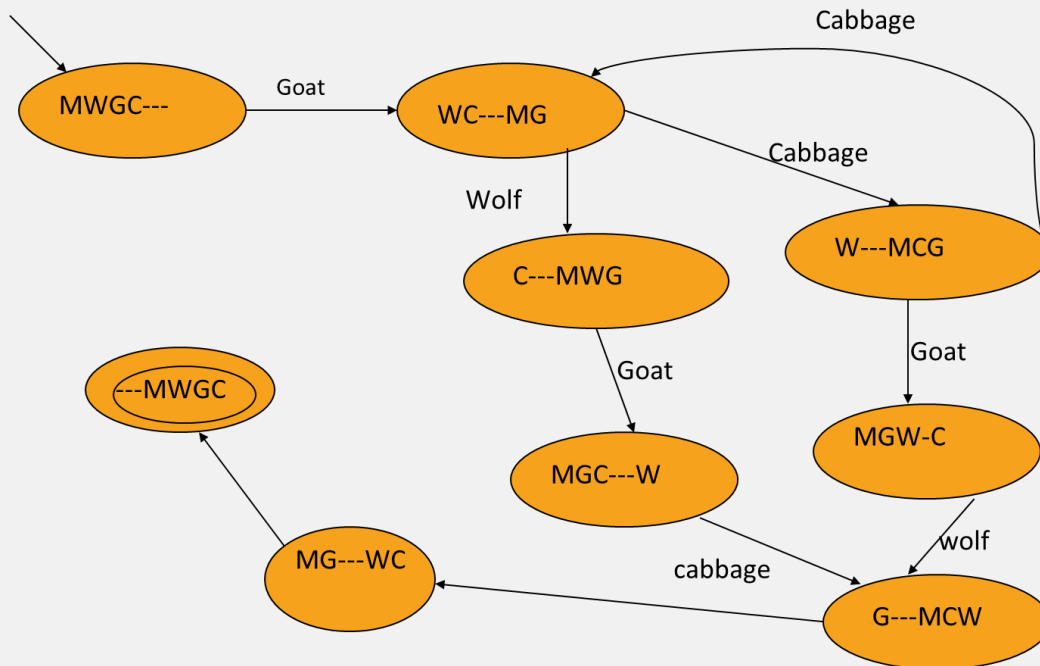 Cabbage
MWGC---
Goat
WC---MG
Cabbage
Wolf
W---MCG
C---MWG
Goat
Goat
---MWGC
MGW-C
MGC---W
wolf
MG---WC
cabbage
G---MCW